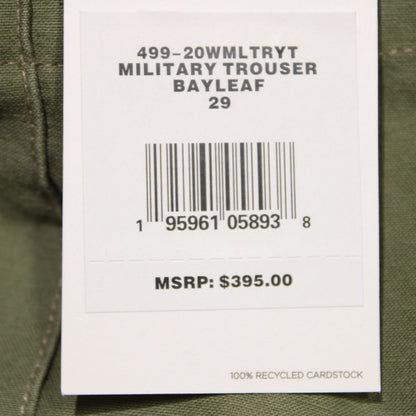 499-20WMLTRYT
MILITARY TROUSER
BAYLEAF
29
1 95961 05893 8
MSRP: $395.00
100% RECYCLED CARDSTOCK